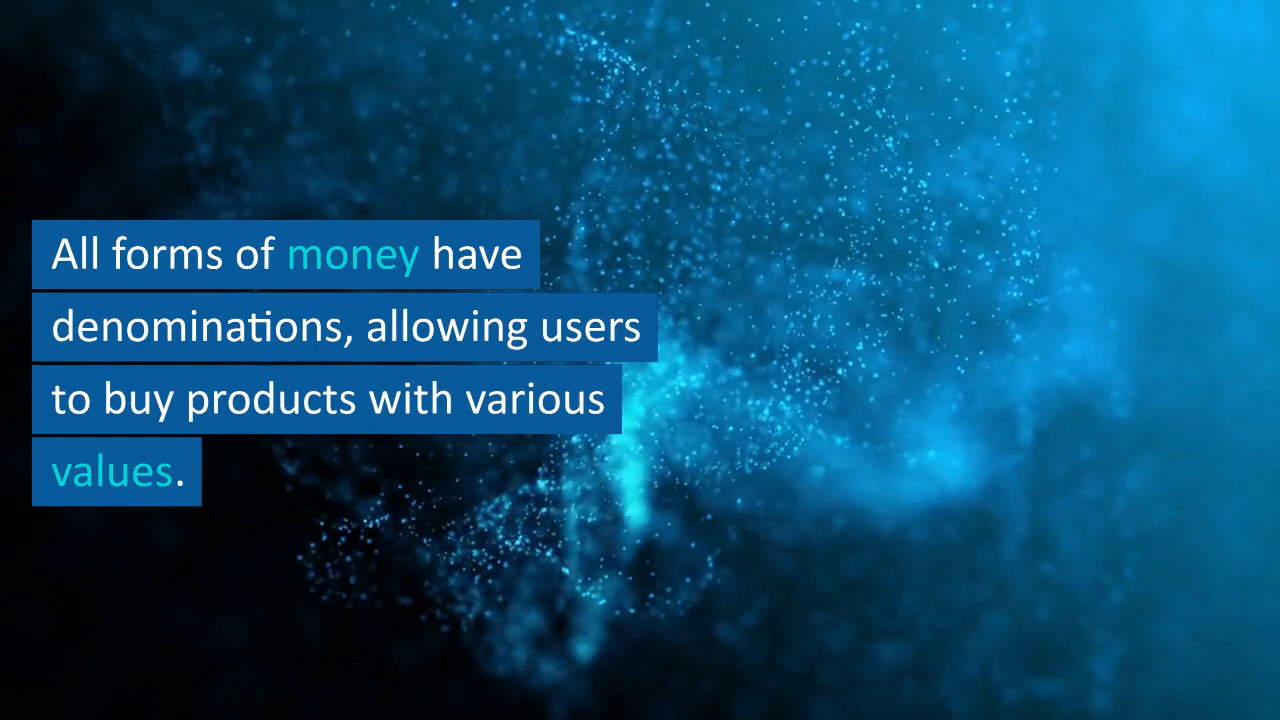 All forms of money have
denominations, allowing users
to buy products with various
values.